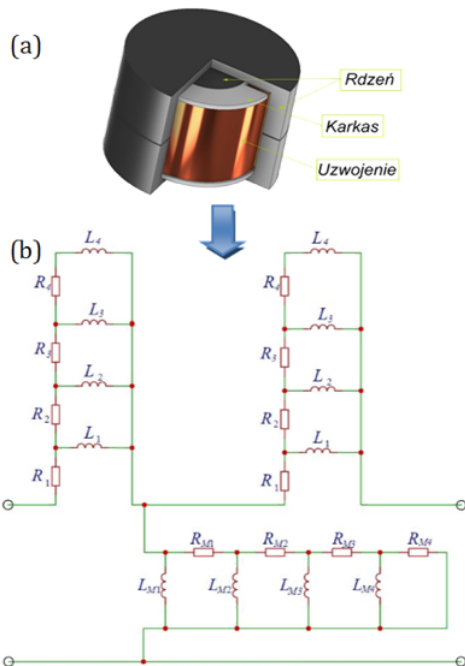 (a)
Rdzeń
Karkas
Uzwojenie
(b)
L4
R4
L3
R3
L2
R2
L1
R1
L4
R4
L3
R3
L2
R2
L1
R1
RM1 RM2 RM3 RM4
LM1 LM2 LM3 LM4